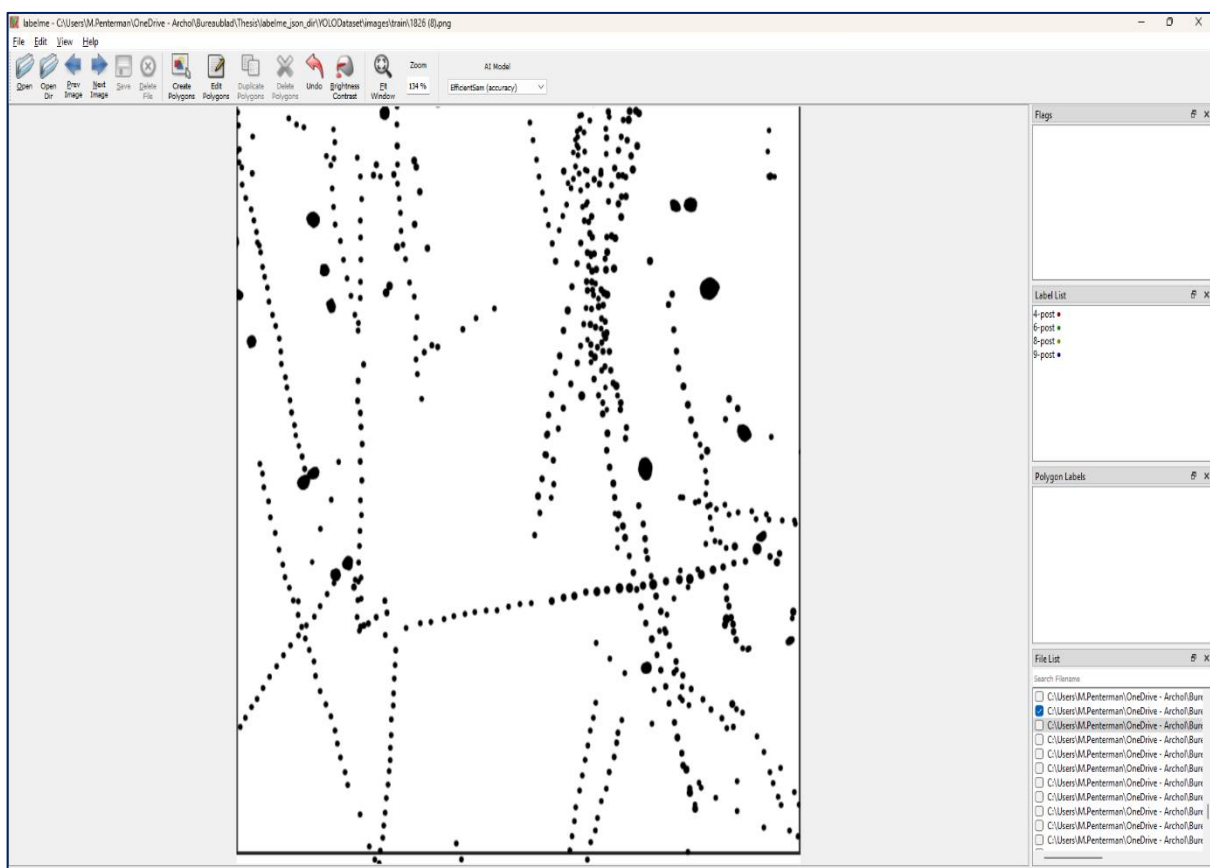 labelme - C:\Users\M.Penterman\OneDrive - Archol\Bureaublad\Thesis\labelme_json_dir\YOLODataset\images\train\1826 (8).png
File Edit View Help
Open
Open Dir
Prev Image
Next Image
Save
Delete File
Create Polygons
Edit Polygons
Duplicate Polygons
Delete Polygons
Undo
Brightness Contrast
Fit Window
Zoom
134 %
AI Model
EfficientSam (accuracy)
Flags
Label List
4-post
6-post
8-post
9-post
Polygon Labels
File List
Search Filename
C:\Users\M.Penterman\OneDrive - Archol\Bure
C:\Users\M.Penterman\OneDrive - Archol\Bure
C:\Users\M.Penterman\OneDrive - Archol\Bure
C:\Users\M.Penterman\OneDrive - Archol\Bure
C:\Users\M.Penterman\OneDrive - Archol\Bure
C:\Users\M.Penterman\OneDrive - Archol\Bure
C:\Users\M.Penterman\OneDrive - Archol\Bure
C:\Users\M.Penterman\OneDrive - Archol\Bure
C:\Users\M.Penterman\OneDrive - Archol\Bure
C:\Users\M.Penterman\OneDrive - Archol\Bure
C:\Users\M.Penterman\OneDrive - Archol\Bure